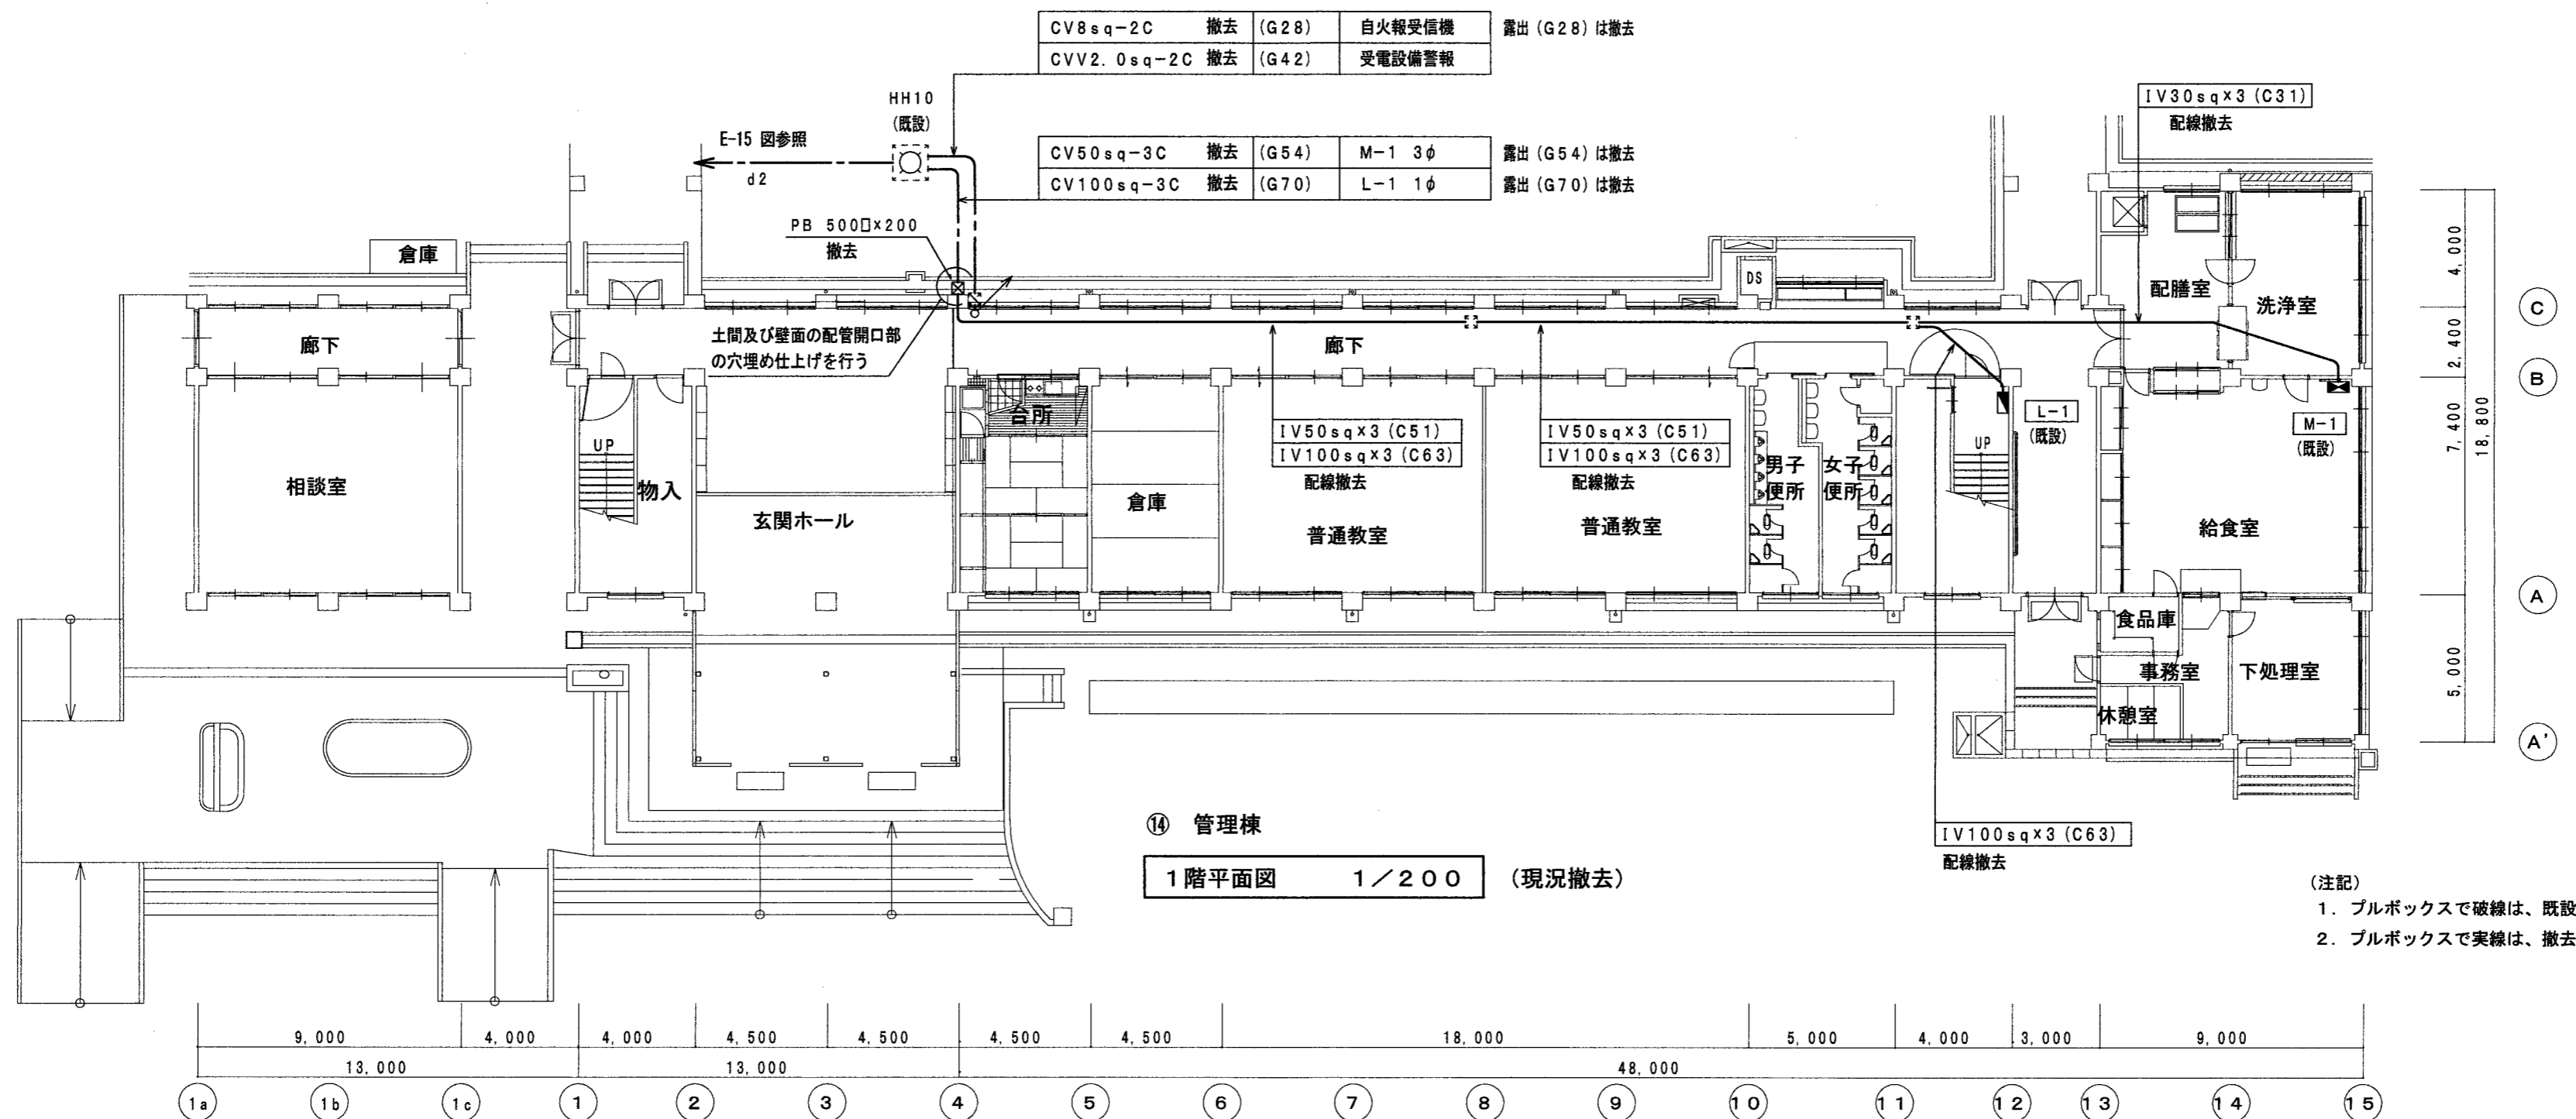 CV8sq-2C 撤去 (G28) 自火報受信機 露出(G28)は撤去
CVV2.0sq-2C 撤去 (G42) 受電設備警報
HH10
(既設)
E-15 図参照
d2
CV50sq-3C 撤去 (G54) M-1 3φ 露出(G54)は撤去
CV100sq-3C 撤去 (G70) L-1 1φ 露出(G70)は撤去
IV30sq×3(C31)
配線撤去
PB 500□×200
撤去
倉庫
DS
配膳室
洗浄室
4,000
C
土間及び壁面の配管開口部
の穴埋め仕上げを行う
廊下
廊下
2,400
B
台所
IV50sq×3(C51)
IV100sq×3(C63)
配線撤去
IV50sq×3(C51)
IV100sq×3(C63)
配線撤去
L-1
(既設)
M-1
(既設)
UP
UP
7,400
18,800
相談室
物入
玄関ホール
倉庫
普通教室
普通教室
男子
便所
女子
便所
給食室
A
食品庫
事務室
下処理室
休憩室
5,000
A'
IV100sq×3(C63)
配線撤去
⑭ 管理棟
1階平面図 1/200 (現況撤去)
(注記)
1. プルボックスで破線は、既設
2. プルボックスで実線は、撤去
9,000 4,000 4,000 4,500 4,500 4,500 4,500 18,000 5,000 4,000 3,000 9,000
13,000 13,000 48,000
1a 1b 1c 1 2 3 4 5 6 7 8 9 10 11 12 13 14 15